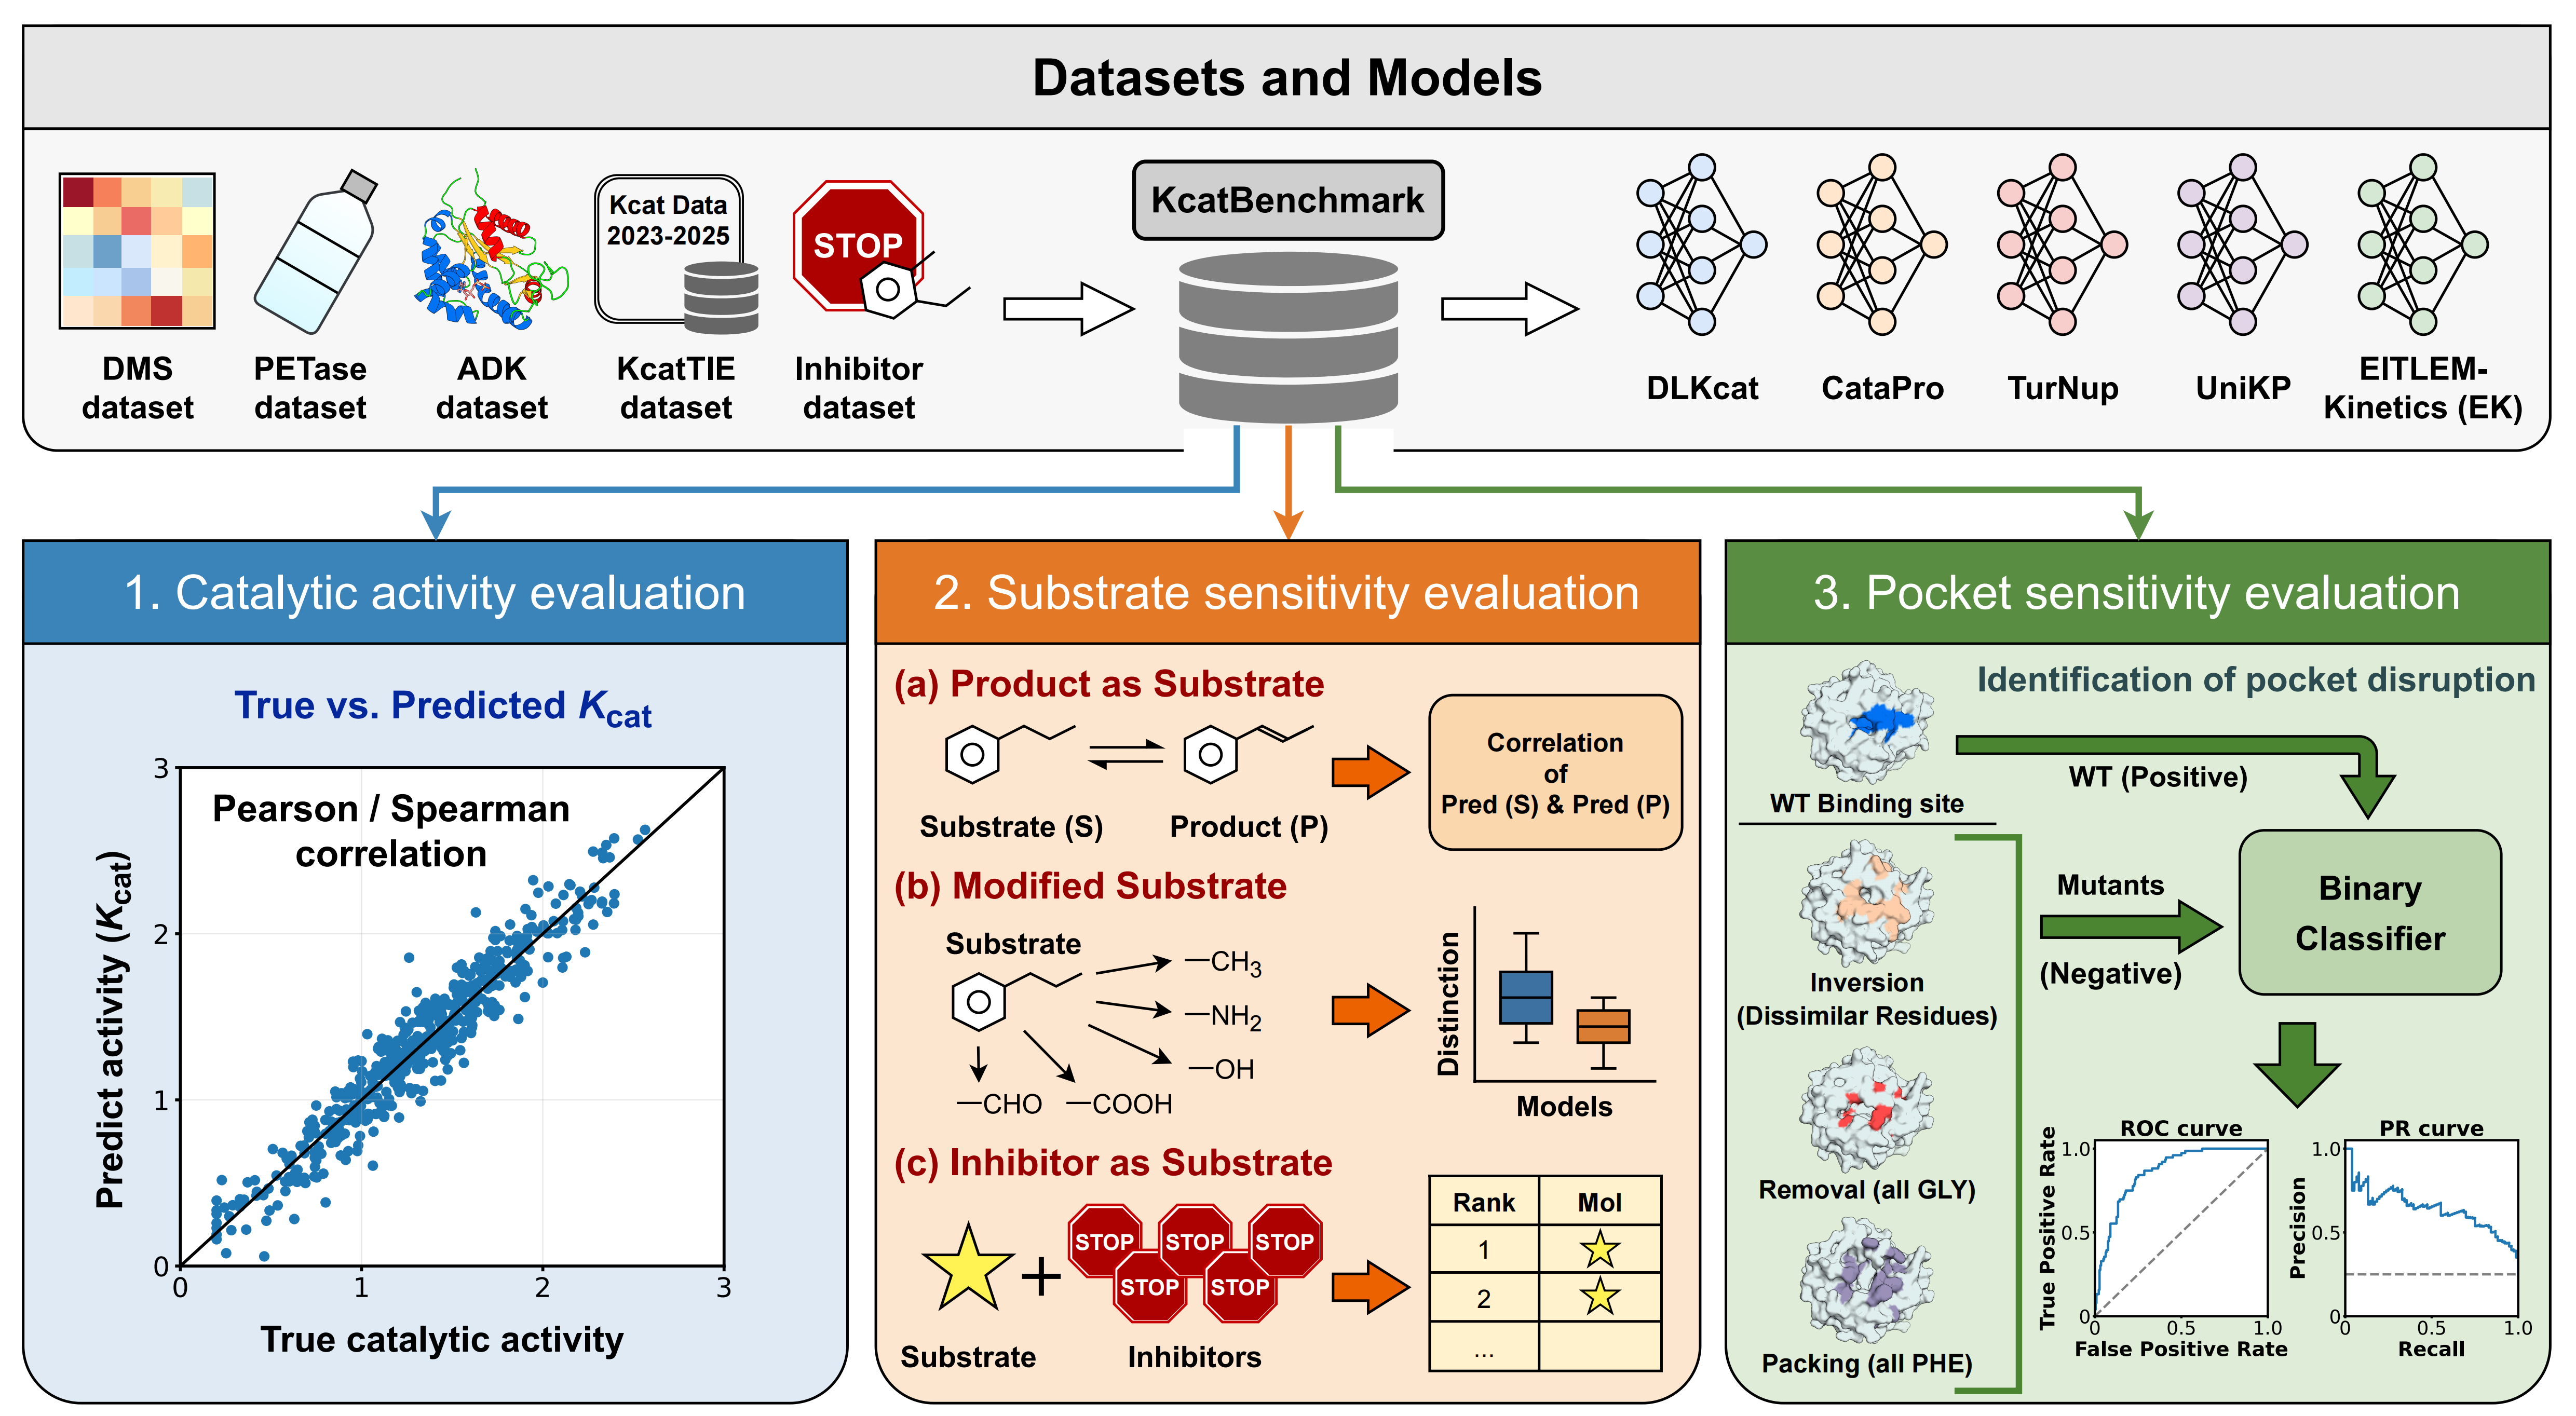 Datasets and Models
Kcat Data
2023-2025
STOP
KcatBenchmark
DMS
dataset
PETase
dataset
ADK
dataset
KcatTIE
dataset
Inhibitor
dataset
DLKcat
CataPro
TurNup
UniKP
EITLEM-
Kinetics (EK)
1. Catalytic activity evaluation
True vs. Predicted Kcat
Pearson / Spearman
correlation
Predict activity (Kcat)
3
2
1
0
0
1
2
3
True catalytic activity
2. Substrate sensitivity evaluation
(a) Product as Substrate
Substrate (S)
Product (P)
Correlation
of
Pred (S) & Pred (P)
(b) Modified Substrate
Substrate
—CH3
—NH2
—OH
—CHO
—COOH
Distinction
Models
(c) Inhibitor as Substrate
STOP
STOP
STOP
STOP
STOP
Substrate
+
Inhibitors
Rank Mol
1
2
...
3. Pocket sensitivity evaluation
Identification of pocket disruption
WT Binding site
WT (Positive)
Inversion
(Dissimilar Residues)
Mutants
(Negative)
Binary
Classifier
Removal (all GLY)
Packing (all PHE)
ROC curve
True Positive Rate
1.0
0.5
0
0
0.5
1.0
False Positive Rate
PR curve
Precision
1.0
0.5
0
0
0.5
1.0
Recall